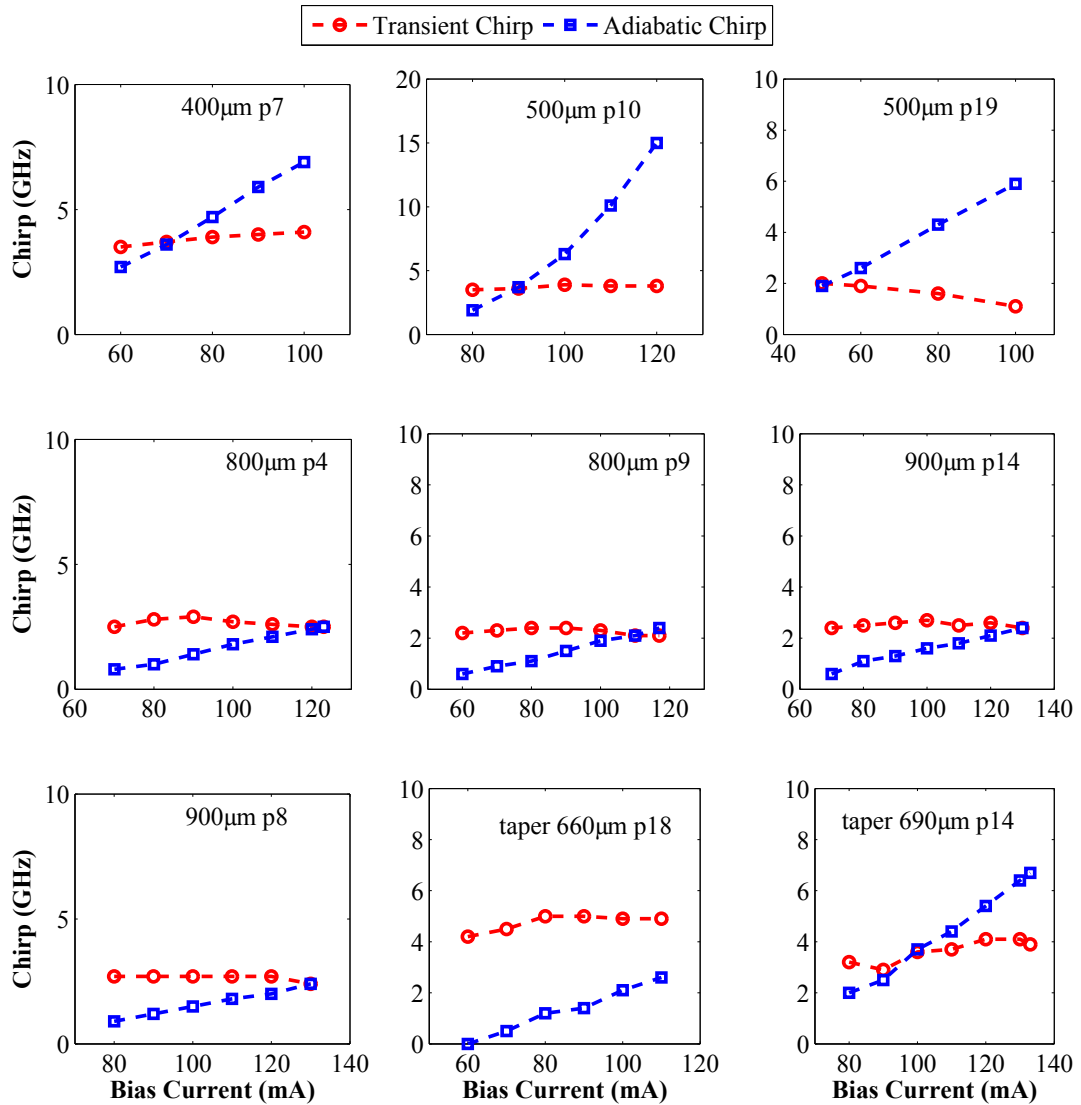 Transient Chirp Adiabatic Chirp
Chirp (GHz)
10
5
0
400µm p7
60 80 100
20
15
10
5
0
500µm p10
80 100 120
10
8
6
4
2
0
500µm p19
40 60 80 100
Chirp (GHz)
10
5
0
800µm p4
60 80 100 120
10
8
6
4
2
0
800µm p9
60 80 100 120
10
8
6
4
2
0
900µm p14
60 80 100 120 140
Chirp (GHz)
10
5
0
900µm p8
80 100 120 140
Bias Current (mA)
10
8
6
4
2
0
taper 660µm p18
60 80 100 120
Bias Current (mA)
10
8
6
4
2
0
taper 690µm p14
80 100 120 140
Bias Current (mA)